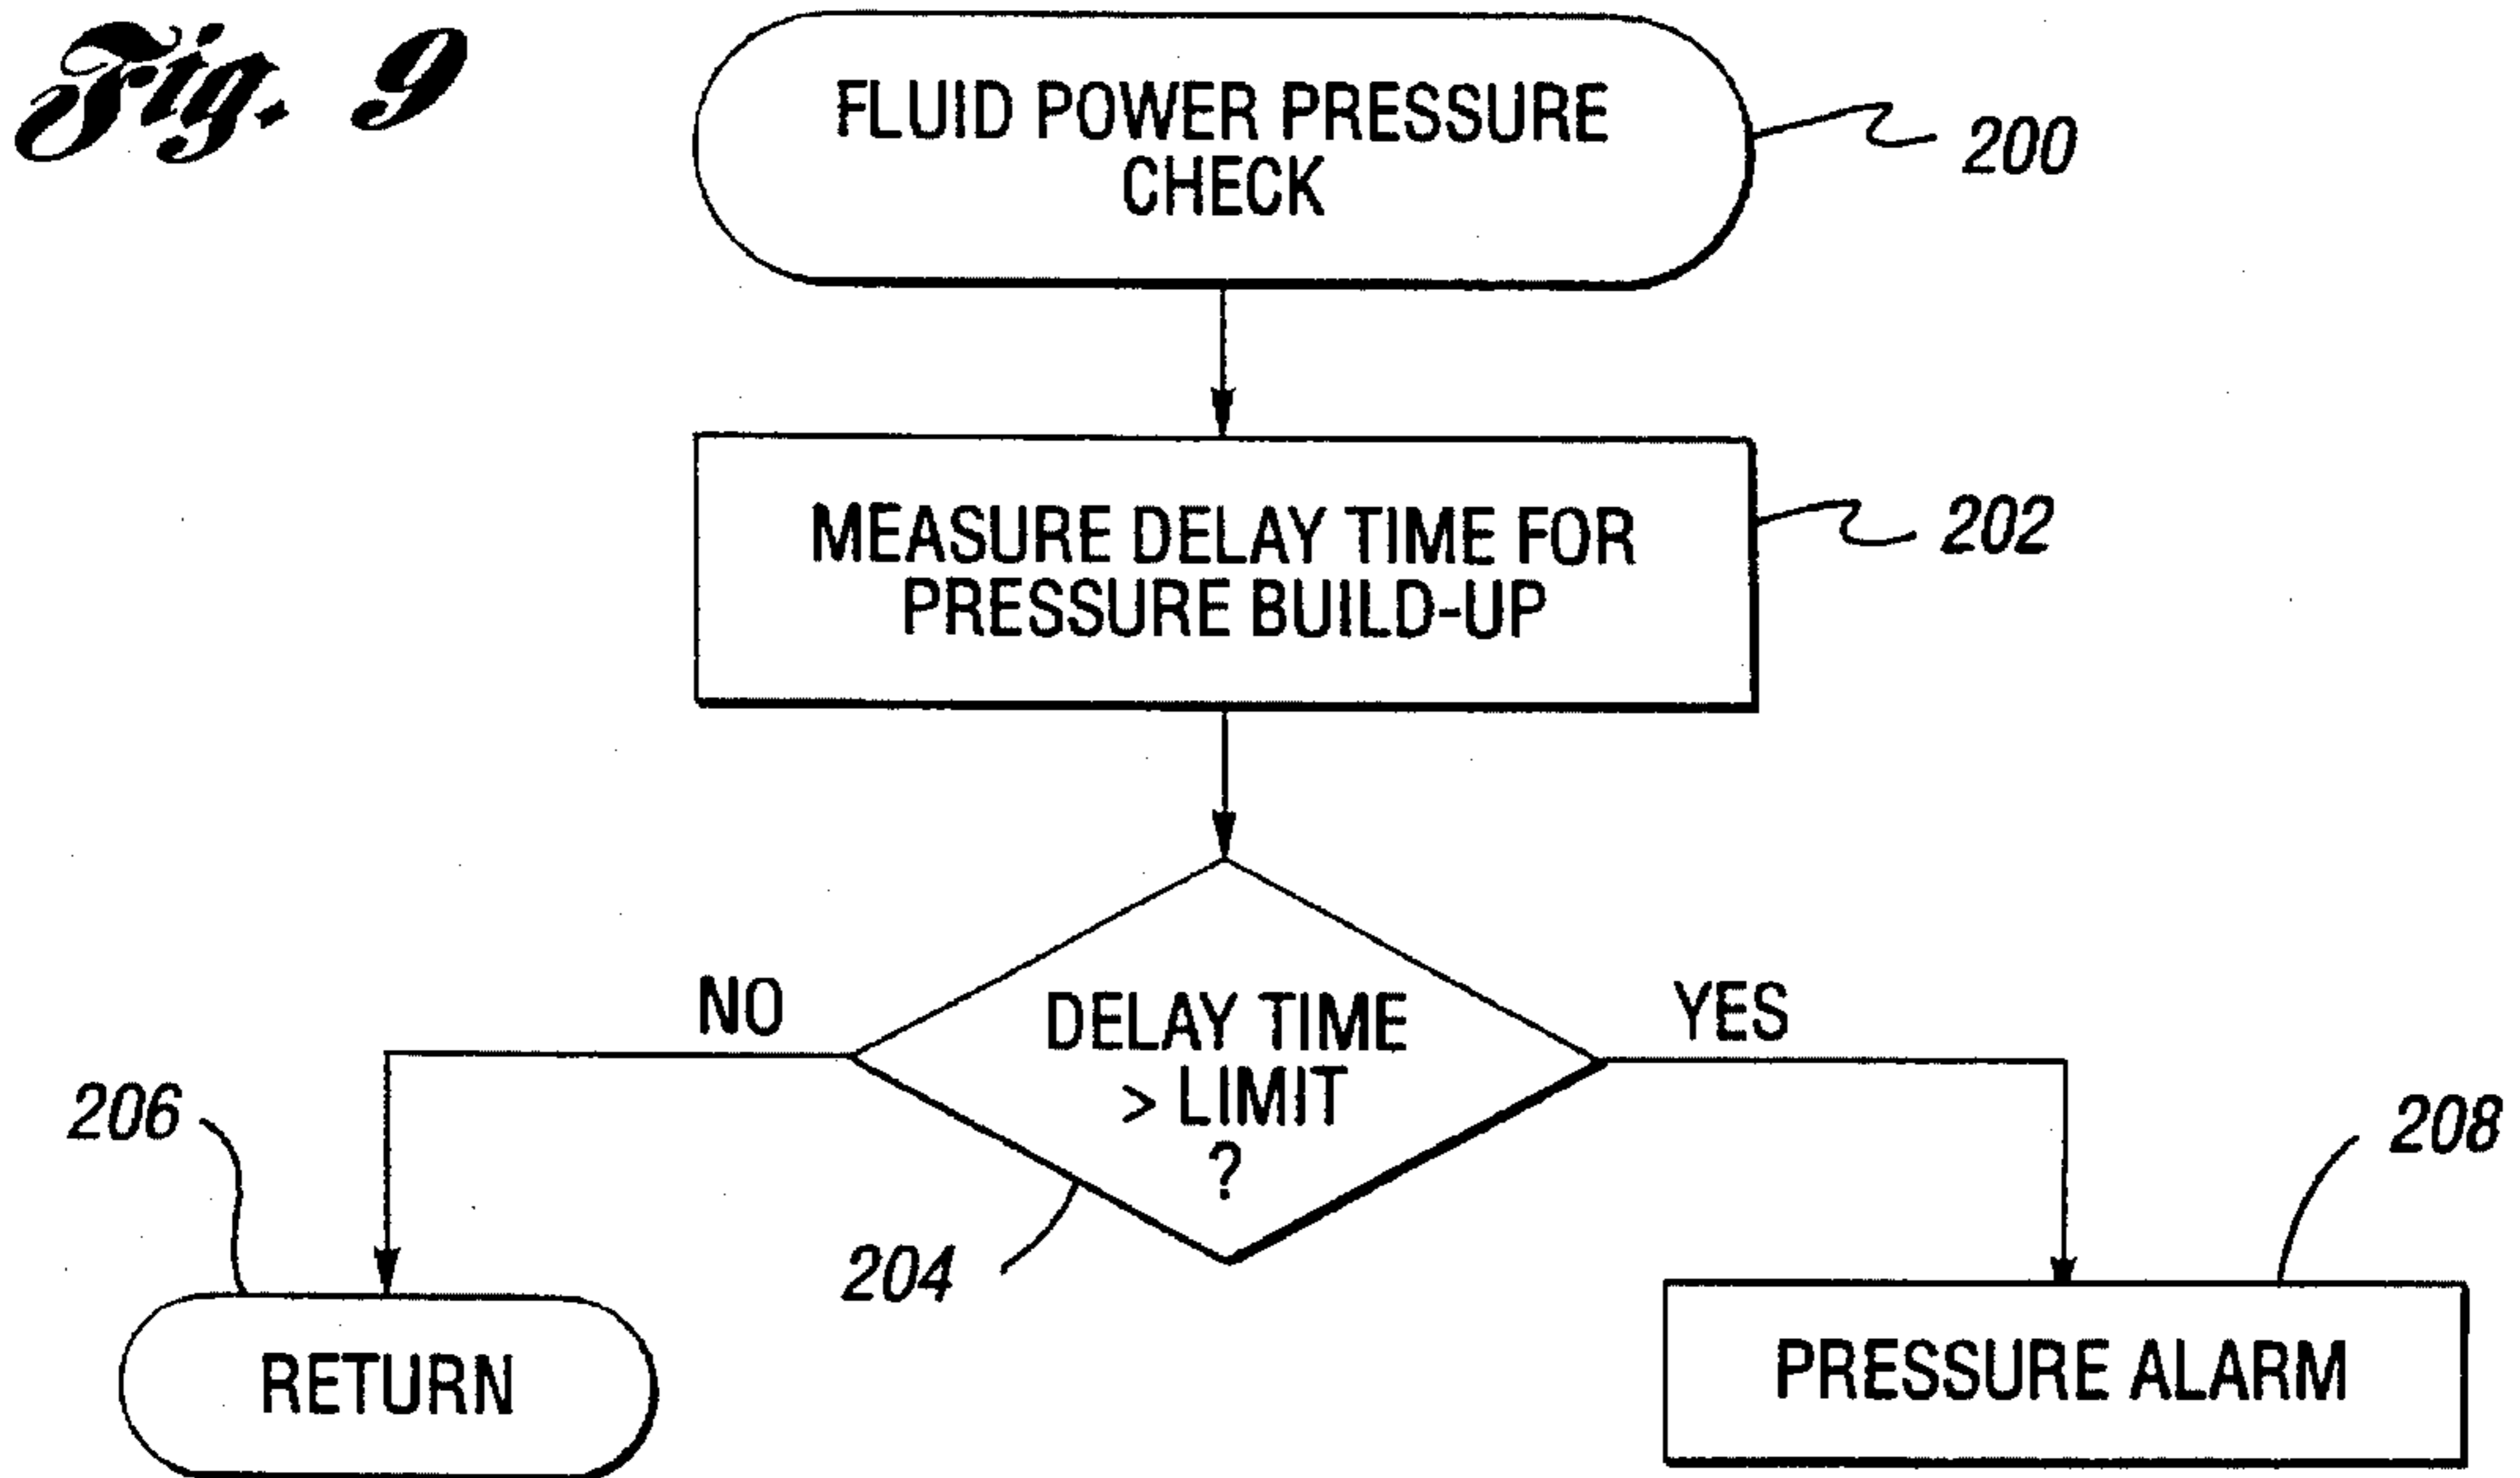 Fig. 9
FLUID POWER PRESSURE
CHECK
200
MEASURE DELAY TIME FOR
PRESSURE BUILD-UP
202
NO
DELAY TIME
> LIMIT
?
YES
206
204
208
RETURN
PRESSURE ALARM